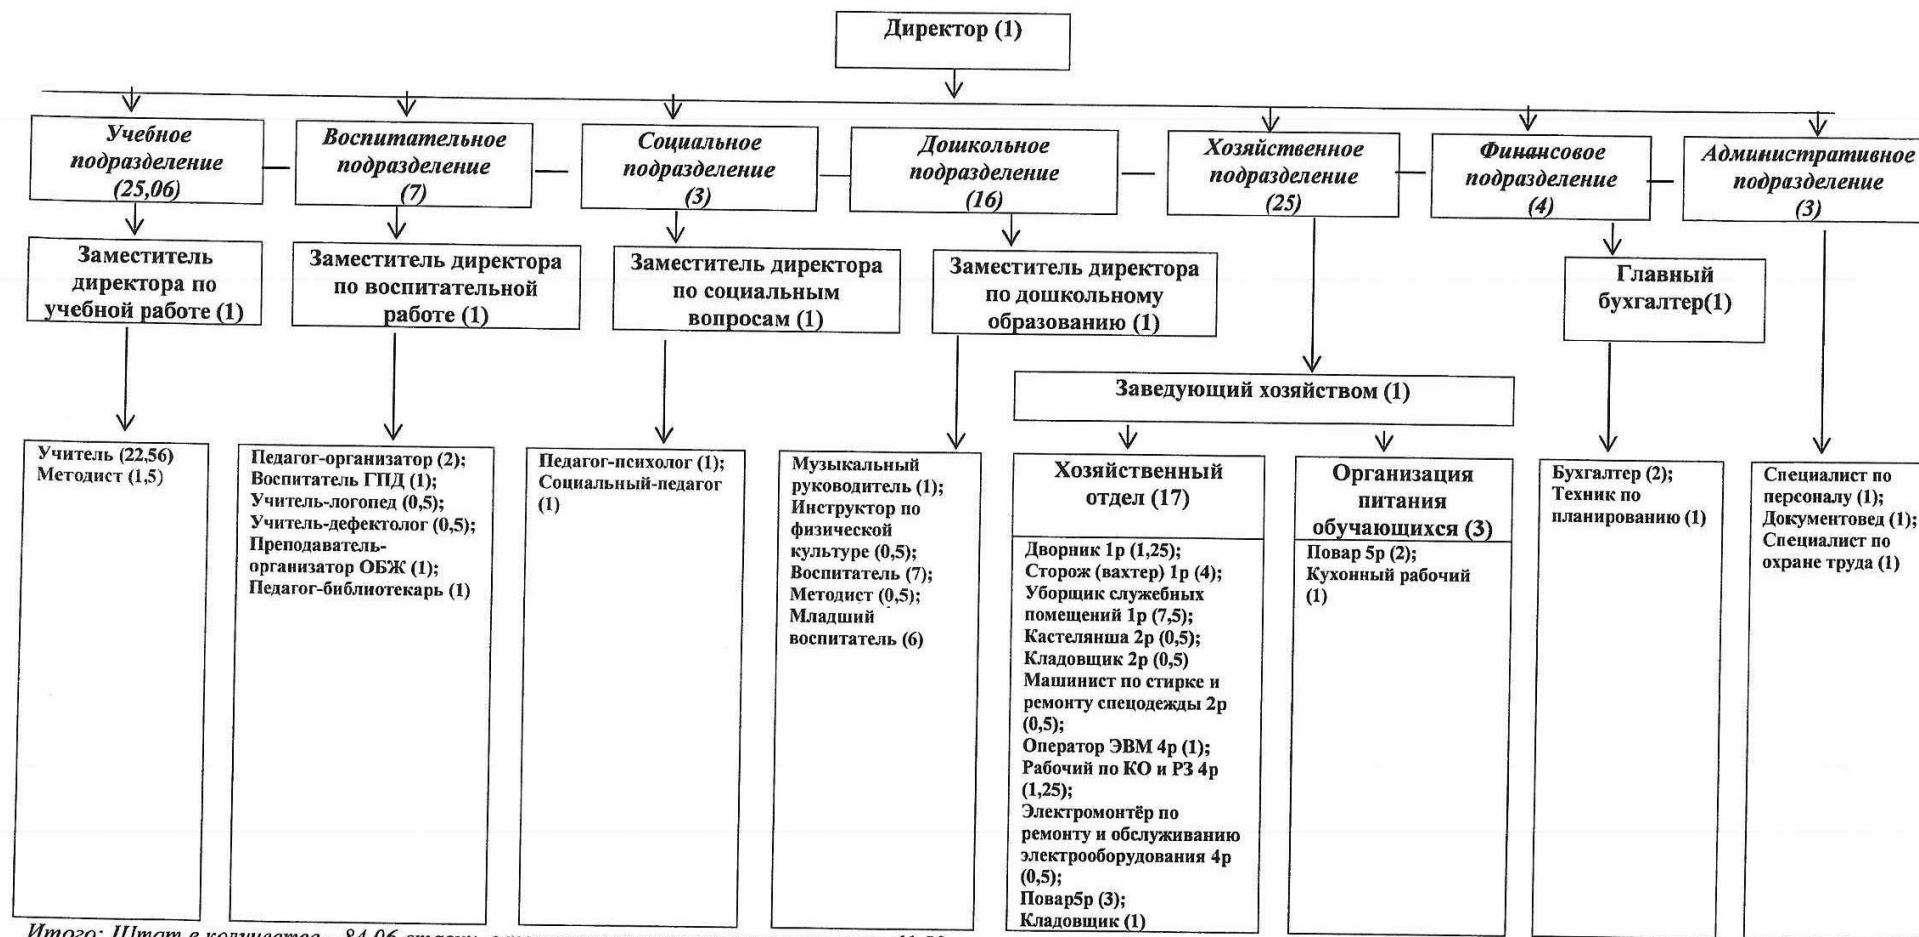 Директор (1)
Учебное
подразделение
(25,06)
Воспитательное
подразделение
(7)
Социальное
подразделение
(3)
Дошкольное
подразделение
(16)
Хозяйственное
подразделение
(25)
Финансовое
подразделение
(4)
Административное
подразделение
(3)
Заместитель
директора по
учебной работе (1)
Заместитель директора
по воспитательной
работе (1)
Заместитель директора
по социальным
вопросам (1)
Заместитель директора
по дошкольному
образованию (1)
Главный
бухгалтер(1)
Заведующий хозяйством (1)
Учитель (22,56)
Методист (1,5)
Педагог-организатор (2);
Воспитатель ГПД (1);
Учитель-логопед (0,5);
Учитель-дефектолог (0,5);
Преподаватель-
организатор ОБЖ (1);
Педагог-библиотекарь (1)
Педагог-психолог (1);
Социальный-педагог
(1)
Музыкальный
руководитель (1);
Инструктор по
физической
культуре (0,5);
Воспитатель (7);
Методист (0,5);
Младший
воспитатель (6)
Хозяйственный
отдел (17)
Дворник 1р (1,25);
Сторож (вахтер) 1р (4);
Уборщик служебных
помещений 1р (7,5);
Кастелянша 2р (0,5);
Кладовщик 2р (0,5)
Машинист по стирке и
ремонту спецодежды 2р
(0,5);
Оператор ЭВМ 4р (1);
Рабочий по КО и РЗ 4р
(1,25);
Электромонтёр по
ремонту и обслуживанию
электрооборудования 4р
(0,5);
Повар5р (3);
Кладовщик (1)
Организация
питания
обучающихся (3)
Повар 5р (2);
Кухонный рабочий
(1)
Бухгалтер (2);
Техник по
планированию (1)
Специалист по
персоналу (1);
Документовед (1);
Специалист по
охране труда (1)
Итого: Штат в количестве - 84,06